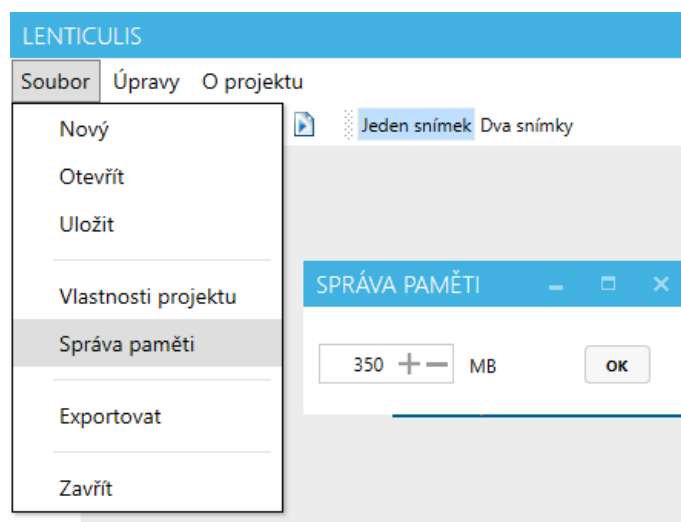 LENTICULIS
Soubor Úpravy O projektu
Jeden snímek Dva snímky
Nový
Otevřít
Uložit
Vlastnosti projektu
Správa paměti
Exportovat
Zavřít
SPRÁVA PAMĚTI
350 MB OK